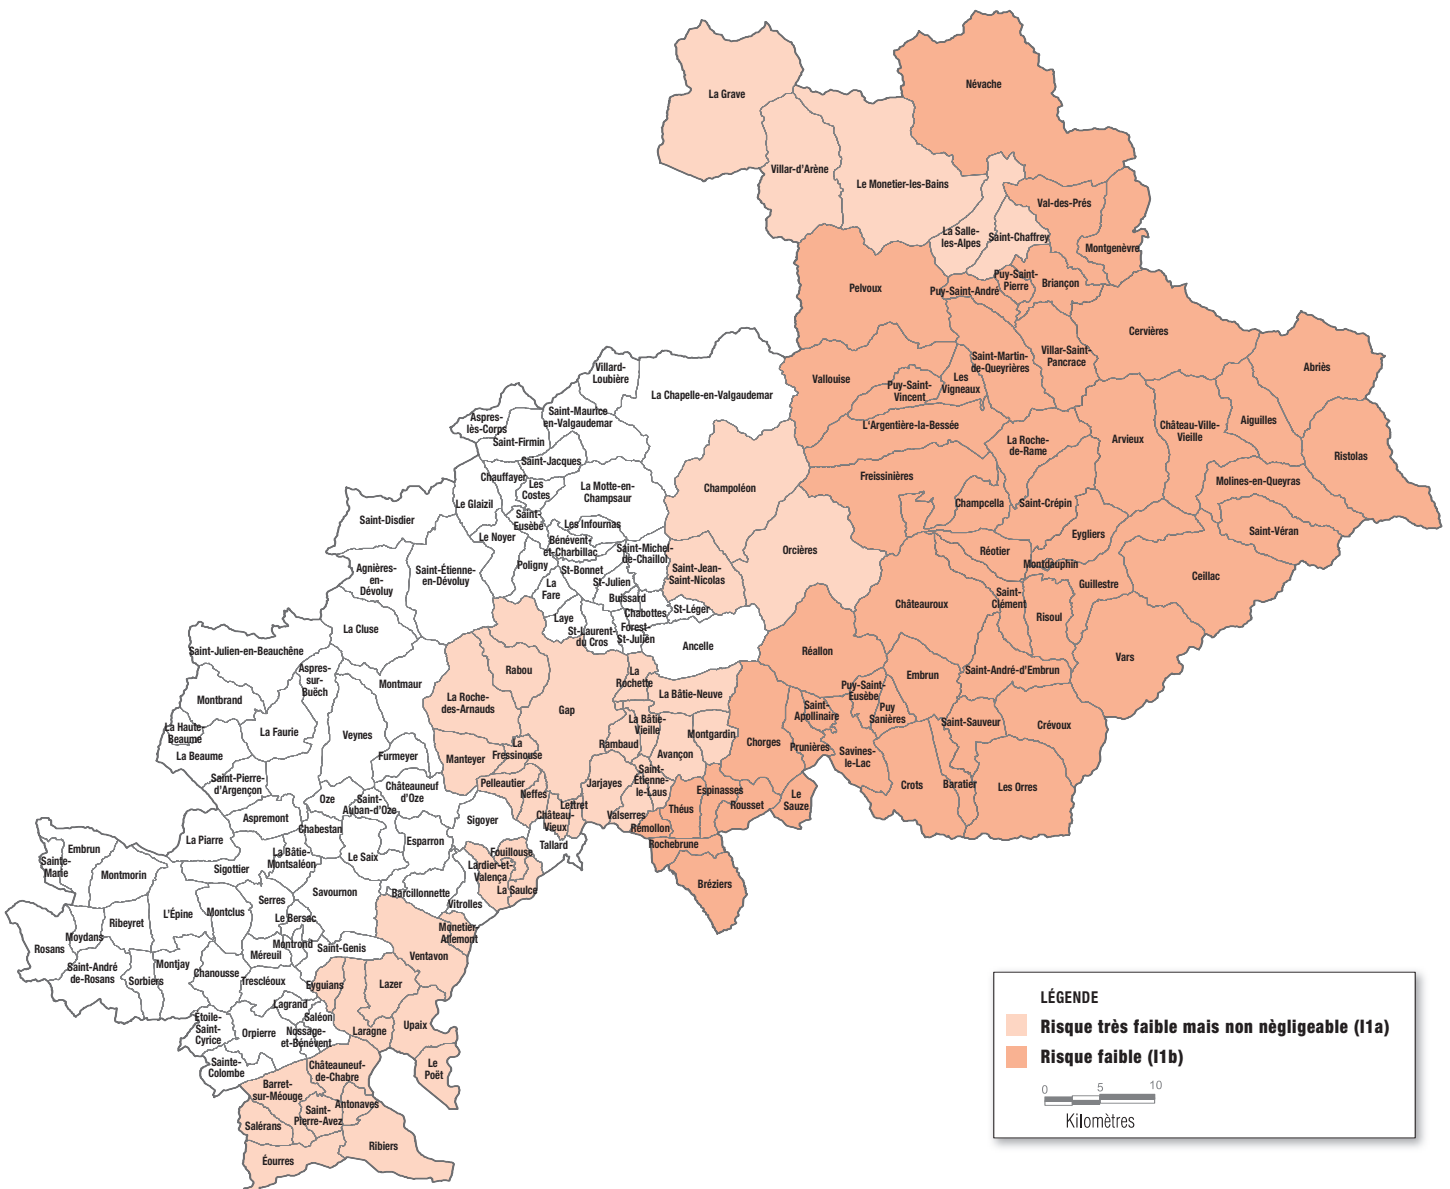 La Grave
Névache
Villar-d'Arène
Le Monetier-les-Bains
Val-des-Prés
La Salle-
les-Alpes
Saint-Chaffrey
Montgenèvre
Puy-Saint-
Pierre
Briançon
Pelvoux
Puy-Saint-André
Cervières
Villar-Saint-
Pancrace
Saint-Martin-
de-Queyrières
Abriès
Villard-
Loubière
Vallouise
Puy-Saint-
Vincent
Les
Vigneaux
La Chapelle-en-Valgaudemar
Aspres-
lès-Corps
Saint-Maurice
en-Valgaudemar
L'Argentière-la-Bessée
La Roche-
de-Rame
Arvieux
Château-Ville-
Vieille
Aiguilles
Ristolas
Saint-Firmin
Saint-Jacques
Chauffayer
Les
Costes
La Motte-en-
Champsaur
Champoléon
Freissinières
Champcella
Saint-Crépin
Molines-en-Queyras
Le Glaizil
Saint-
Eusèbe
Les Infournas
Saint-Disdier
Le Noyer
Bénévent-
et-Charbillac
Saint-Michel-
de-Chaillol
Orcières
Eygliers
Saint-Véran
Réotier
Montdauphin
Agnières-
en-
Dévoluy
Saint-Étienne-
en-Dévoluy
Poligny
St-Bonnet
La
Fare
St-Julien
Buissard
Chabottes
St-Léger
Saint-Jean-
Saint-Nicolas
Guillestre
Ceillac
Saint-
Clément
Risoul
Châteauroux
La Cluse
Laye
St-Laurent-
du Cros
Forest-
St-Julien
Ancelle
Réallon
Vars
Saint-Julien-en-Beauchêne
Aspres-
sur-
Buëch
Montmaur
Rabou
La
Rochette
Embrun
Saint-André-d'Embrun
Montbrand
La Roche-
des-Arnauds
Gap
La Bâtie-Neuve
Puy-Saint-
Eusèbe
Puy
Sanières
Saint-
Apollinaire
Saint-Sauveur
Crévoux
La Haute-
Beaume
La Faurie
Veynes
La Bâtie-
Vieille
Montgardin
Chorges
Prunières
Savines-
le-Lac
La Beaume
Furmeyer
Manteyer
La
Fressinouse
Rambaud
Avançon
Saint-Pierre-
d'Argençon
Oze
Saint-
Auban-d'Oze
Châteauneuf
d'Oze
Pelleautier
Neffes
Jarjayes
Saint-
Étienne-
le-Laus
Espinasses
Rousset
Le
Sauze
Crots
Baratier
Les Orres
Aspremont
Chabestan
Sigoyer
Lettret
Château-
Vieux
Valserres
Théus
Rémollon
La Piarre
La Bâtie-
Montsaléon
Le Saix
Esparron
Tallard
Rochebrune
Embrun
Sainte-
Marie
Montmorin
Sigottier
Fouillouse
Lardier-et-
Valença
La Saulce
Bréziers
Savournon
Barcillonnette
Vitrolles
Serres
L'Épine
Montclus
Le Bersac
Ribeyret
Monetier-
Allemont
Rosans
Moydans
Montrond
Saint-Genis
Ventavon
Méreuil
Saint-André
de-Rosans
Sorbiers
Montjay
Chanousse
Trescléoux
Eyguians
Lazer
Lagrand
Saléon
Étoile-
Saint-
Cyrice
Orpierre
Nossage-
et-Bénévent
Laragne
Upaix
Sainte-
Colombe
Châteauneuf-
de-Chabre
Le
Poët
Barret-
sur-Méouge
Antonaves
Saint-
Pierre-Avez
Salérans
Ribiers
Éourres
LÉGENDE
Risque très faible mais non nègligeable (I1a)
Risque faible (I1b)
0 5 10
Kilomètres